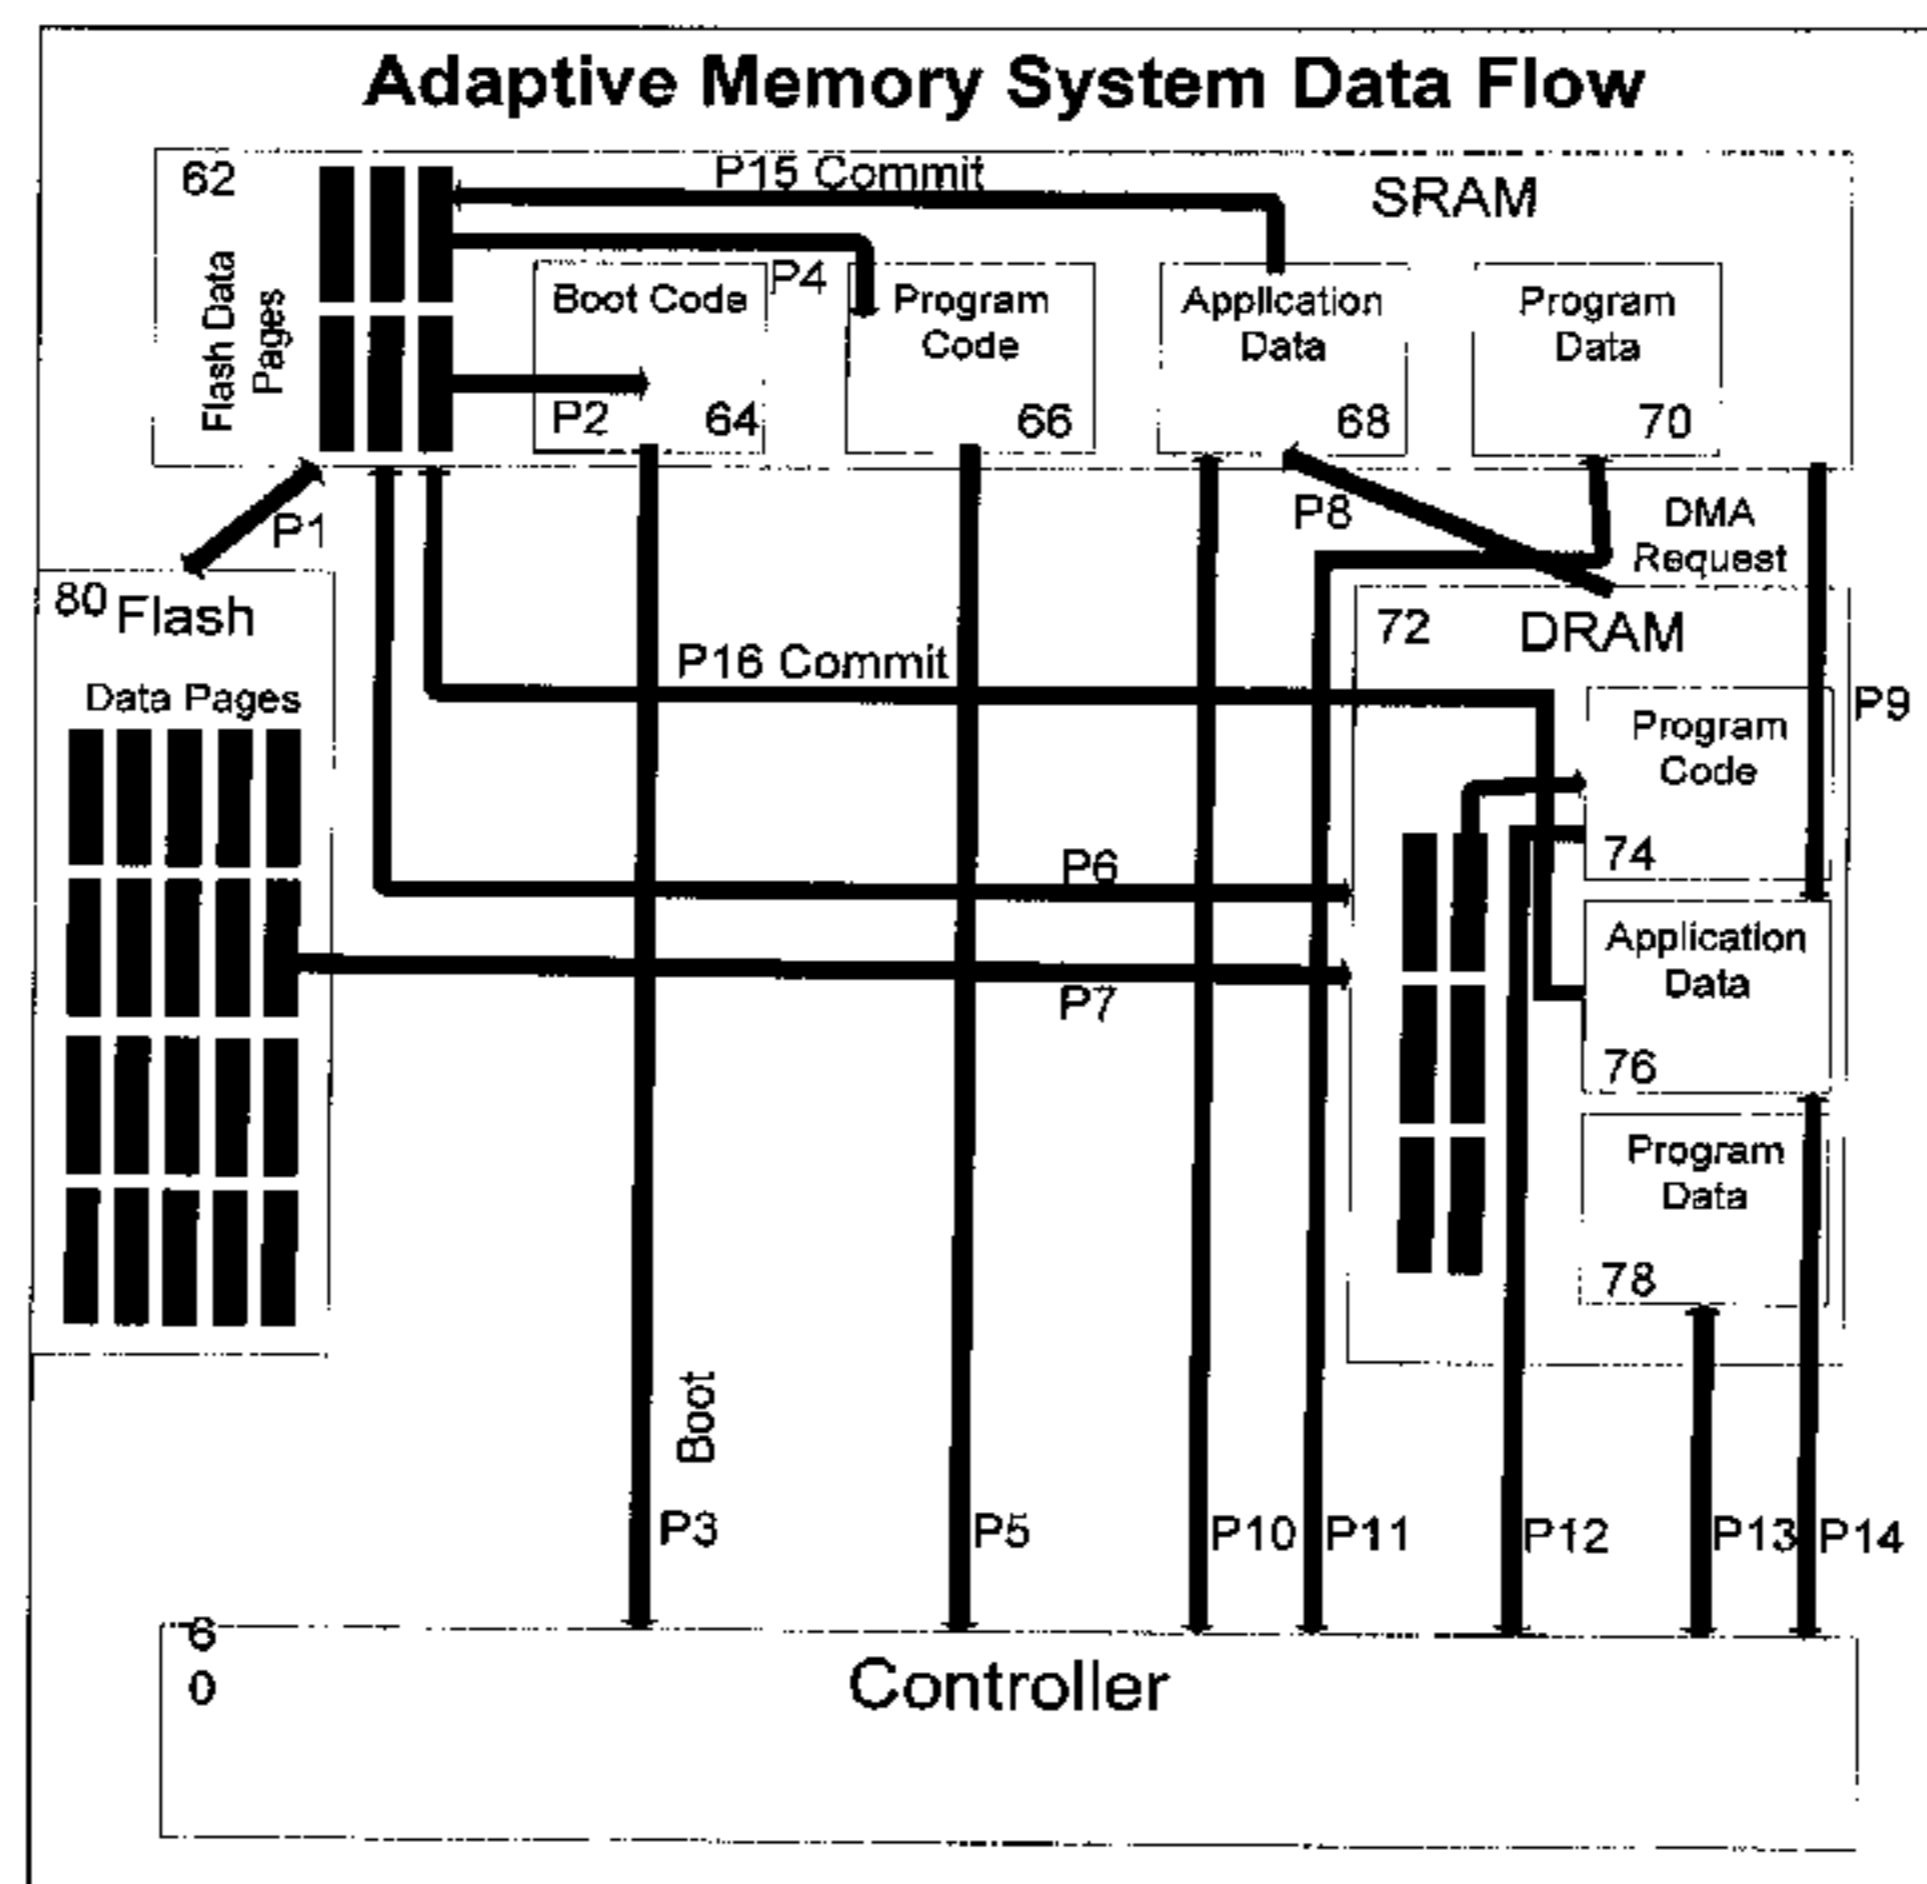 Adaptive Memory System Data Flow
62
P15 Commit
SRAM
Flash Data
Pages
P4
Boot Code
Program
Code
Application
Data
Program
Data
P2
64
66
68
70
P1
P8
DMA
Request
80
Flash
72
DRAM
P16 Commit
Data Pages
P9
Program
Code
74
P6
Application
Data
P7
76
Program
Data
78
Boot
P3
P5
P10
P11
P12
P13
P14
6
0
Controller